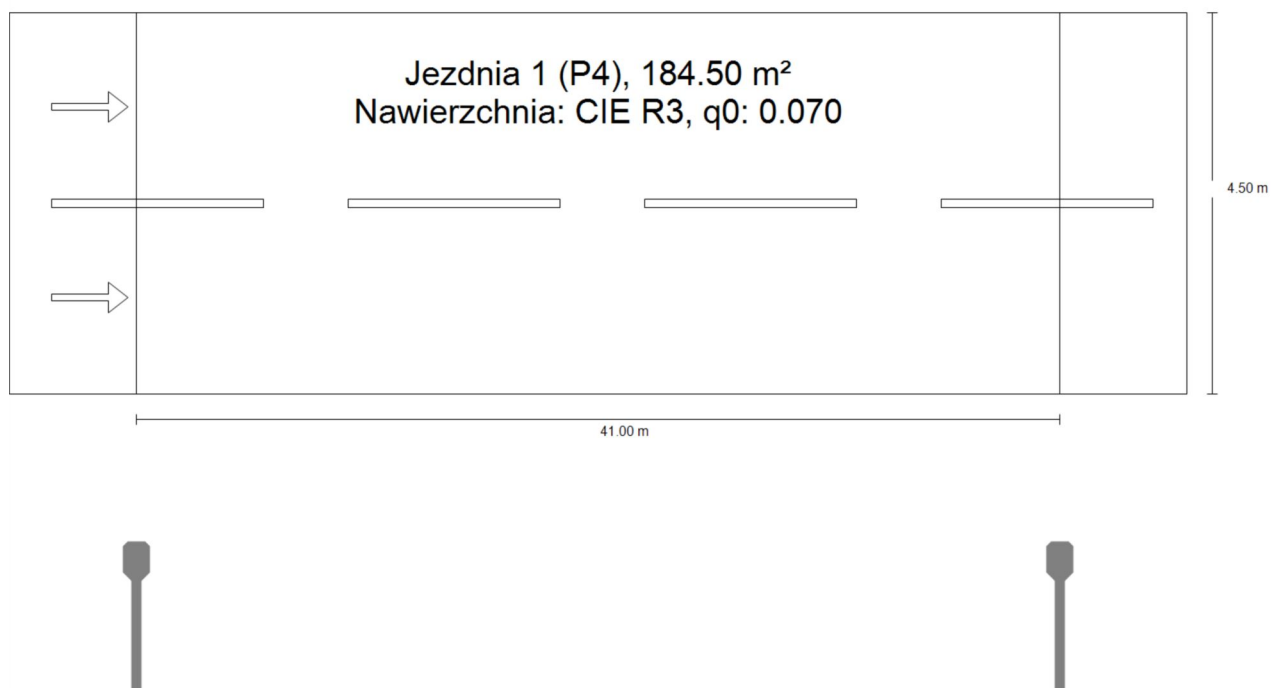 Jezdnia 1 (P4), 184.50 m²
Nawierzchnia: CIE R3, q0: 0.070
4.50 m
41.00 m